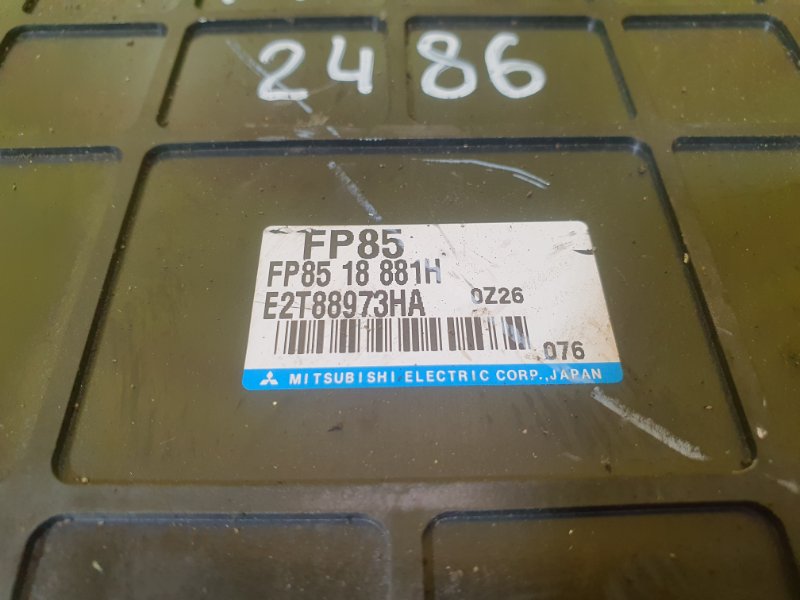 2486
FP85
FP85 18 881H
E2T88973HA 0Z26
076
MITSUBISHI ELECTRIC CORP., JAPAN